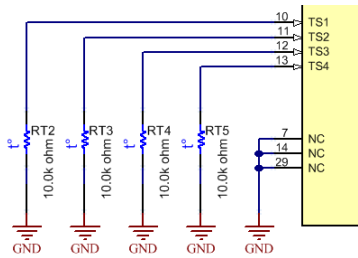 10 TS1
11 TS2
12 TS3
13 TS4
t° RT2 10.0k ohm
t° RT3 10.0k ohm
t° RT4 10.0k ohm
t° RT5 10.0k ohm
7 NC
14 NC
29 NC
GND GND GND GND GND